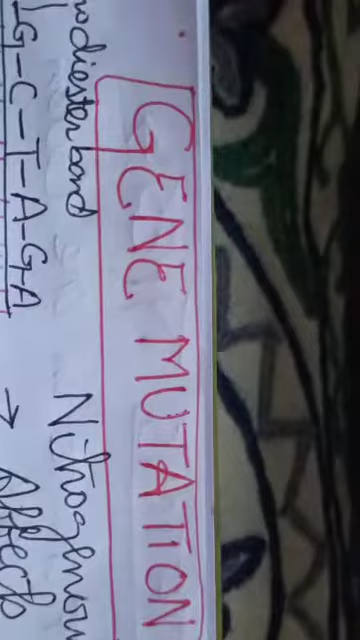 GENE MUTATION
odiester bond Nitrogenou
G-C-T-A-G-A → Affects